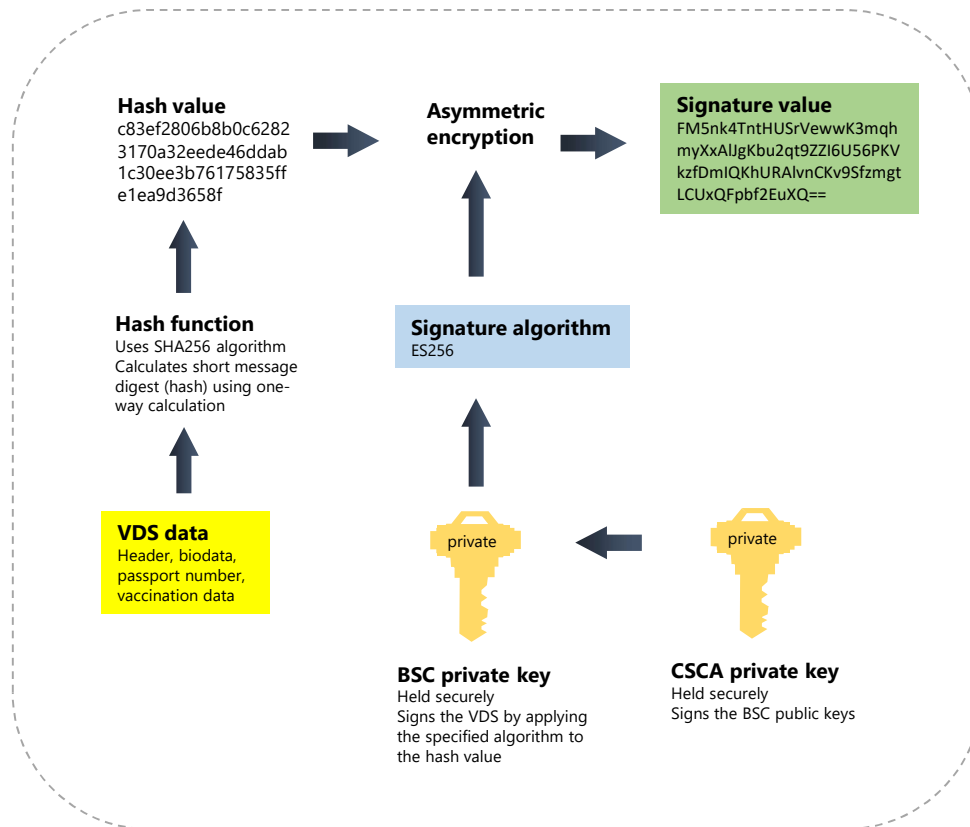 Hash value
c83ef2806b8b0c6282
3170a32eede46ddab
1c30ee3b76175835ff
e1ea9d3658f
Asymmetric
encryption
Signature value
FM5nk4TntHUSrVewwK3mqh
myXxAlJgKbu2qt9ZZI6U56PKV
kzfDmIQKhURAlvnCKv9Sfzmgt
LCUxQFpbf2EuXQ==
Hash function
Uses SHA256 algorithm
Calculates short message
digest (hash) using one-
way calculation
Signature algorithm
ES256
VDS data
Header, biodata,
passport number,
vaccination data
private
private
BSC private key
Held securely
Signs the VDS by applying
the specified algorithm to
the hash value
CSCA private key
Held securely
Signs the BSC public keys